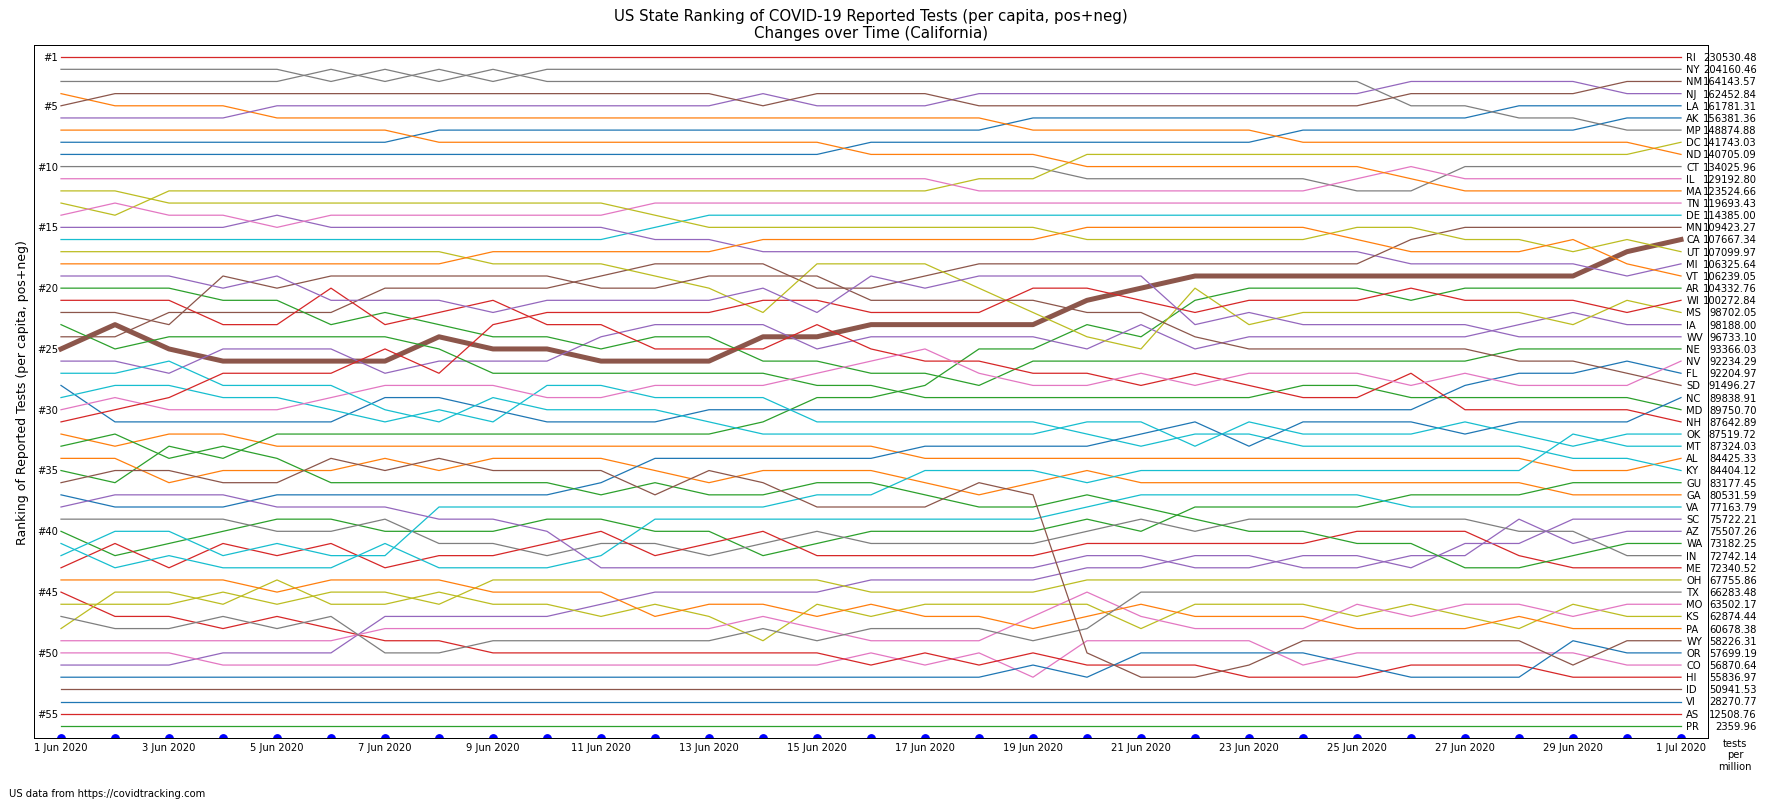 US State Ranking of COVID-19 Reported Tests (per capita, pos+neg)
Changes over Time (California)
Ranking of Reported Tests (per capita, pos+neg)
#1
#5
#10
#15
#20
#25
#30
#35
#40
#45
#50
#55
RI 230530.48
NY 204160.46
NM 164143.57
NJ 162452.84
LA 161781.31
AK 156381.36
MP 148874.88
DC 141743.03
ND 140705.09
CT 134025.96
IL 129192.80
MA 123524.66
TN 119693.43
DE 114385.00
MN 109423.27
CA 107667.34
UT 107099.97
MI 106325.64
VT 106239.05
AR 104332.76
WI 100272.84
MS 98702.05
IA 98188.00
WV 96733.10
NE 93366.03
NV 92234.29
FL 92204.97
SD 91496.27
NC 89838.91
MD 89750.70
NH 87642.89
OK 87519.72
MT 87324.03
AL 84425.33
KY 84404.12
GU 83177.45
GA 80531.59
VA 77163.79
SC 75722.21
AZ 75507.26
WA 73182.25
IN 72742.14
ME 72340.52
OH 67755.86
TX 66283.48
MO 63502.17
KS 62874.44
PA 60678.38
WY 58226.31
OR 57699.19
CO 56870.64
HI 55836.97
ID 50941.53
VI 28270.77
AS 12508.76
PR 2359.96
1 Jun 2020 3 Jun 2020 5 Jun 2020 7 Jun 2020 9 Jun 2020 11 Jun 2020 13 Jun 2020 15 Jun 2020 17 Jun 2020 19 Jun 2020 21 Jun 2020 23 Jun 2020 25 Jun 2020 27 Jun 2020 29 Jun 2020 1 Jul 2020
tests
per
million
US data from https://covidtracking.com